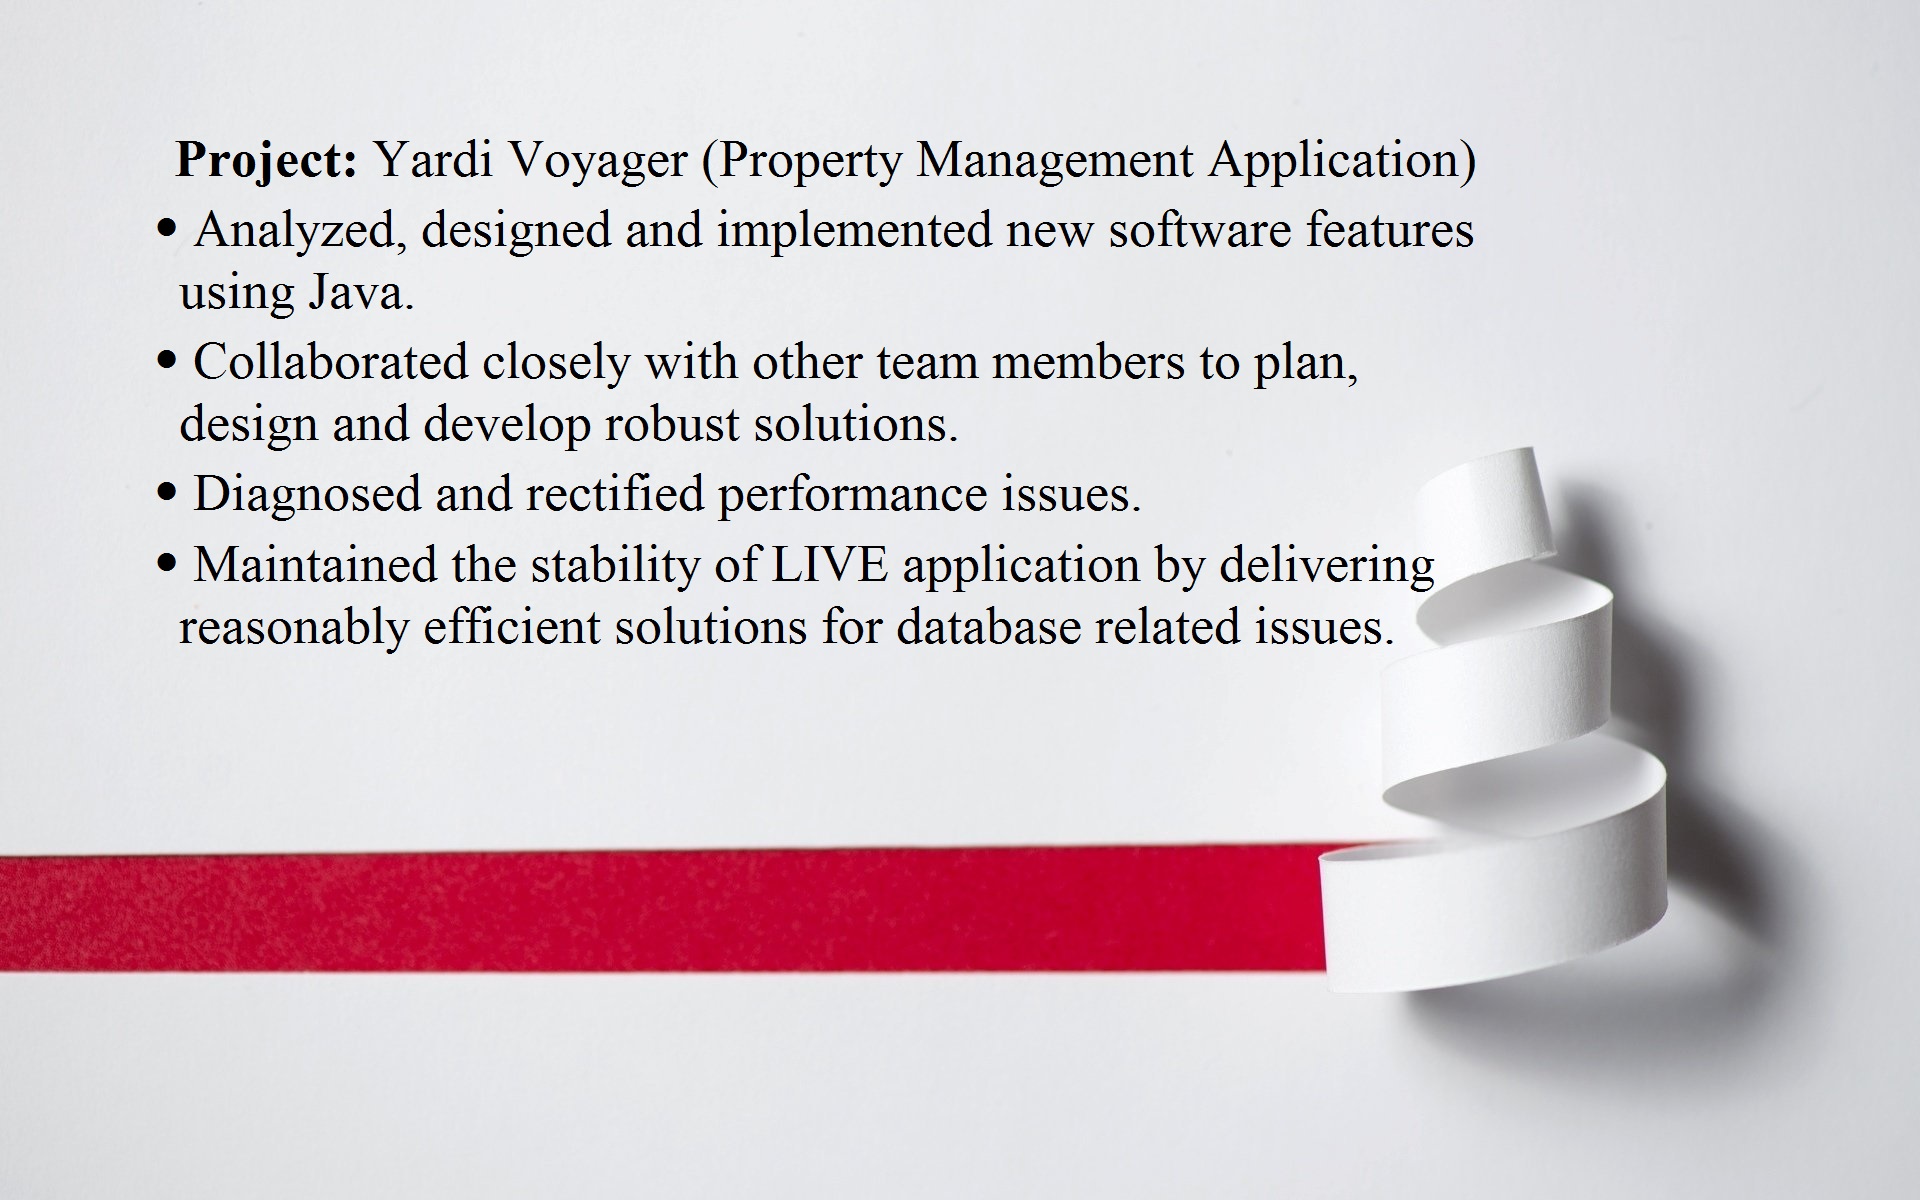 Project: Yardi Voyager (Property Management Application)
• Analyzed, designed and implemented new software features
using Java.
• Collaborated closely with other team members to plan,
design and develop robust solutions.
• Diagnosed and rectified performance issues.
• Maintained the stability of LIVE application by delivering
reasonably efficient solutions for database related issues.